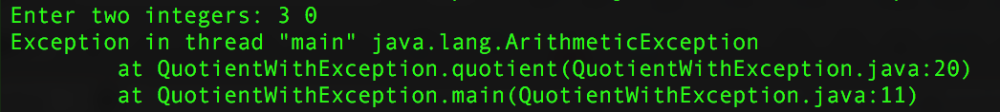 Enter two integers: 3 0
Exception in thread "main" java.lang.ArithmeticException
        at QuotientWithException.quotient(QuotientWithException.java:20)
        at QuotientWithException.main(QuotientWithException.java:11)